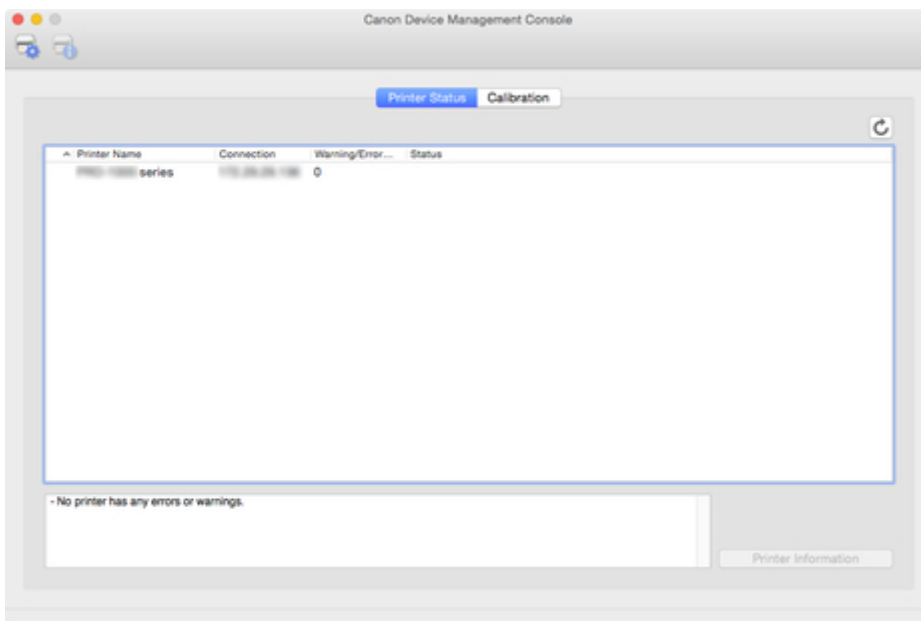 Canon Device Management Console
Printer Status Calibration
Printer Name Connection Warning/Error... Status
series 0
- No printer has any errors or warnings.
Printer Information